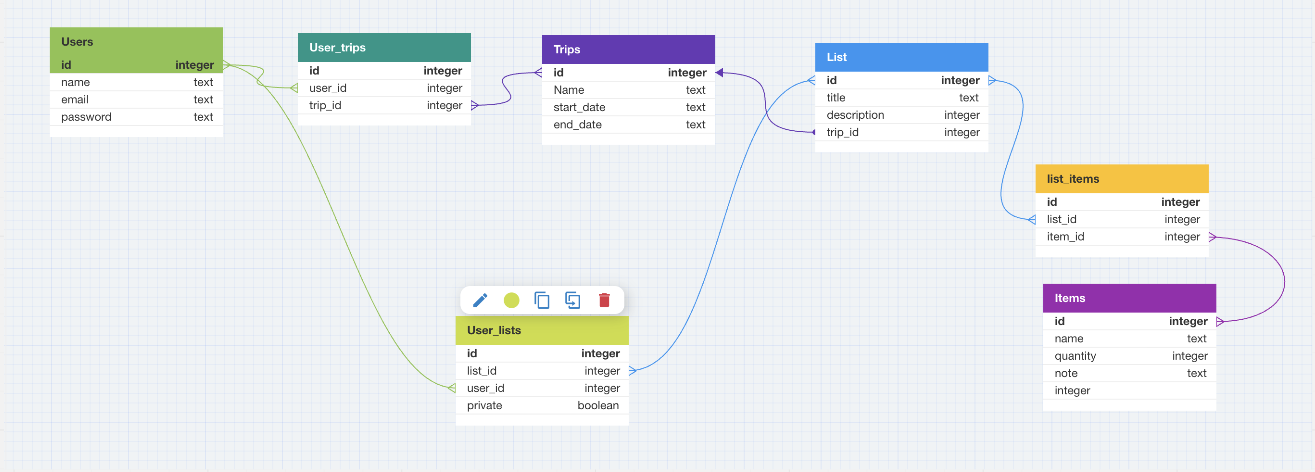 Users
id integer
name text
email text
password text
User_trips
id integer
user_id integer
trip_id integer
Trips
id integer
Name text
start_date text
end_date text
List
id integer
title text
description integer
trip_id integer
list_items
id integer
list_id integer
item_id integer
User_lists
id integer
list_id integer
user_id integer
private boolean
Items
id integer
name text
quantity integer
note text
integer